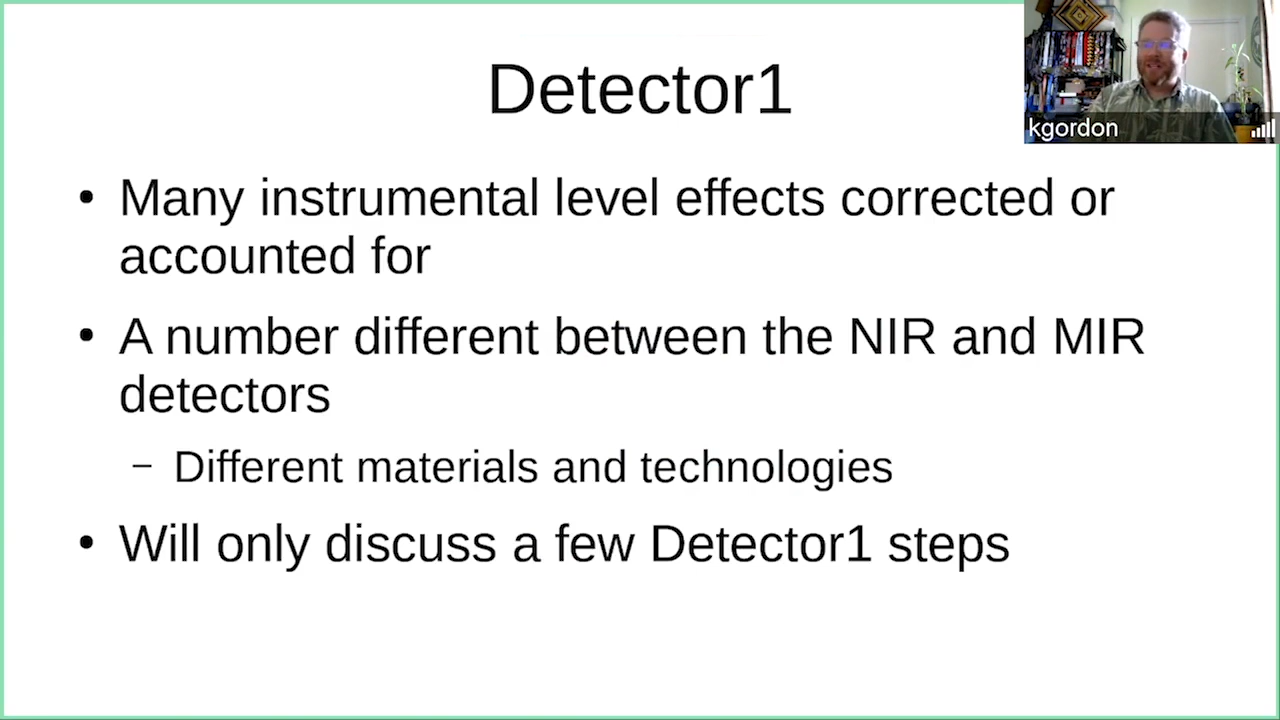 Detector1
kgordon
• Many instrumental level effects corrected or
accounted for
• A number different between the NIR and MIR
detectors
– Different materials and technologies
• Will only discuss a few Detector1 steps